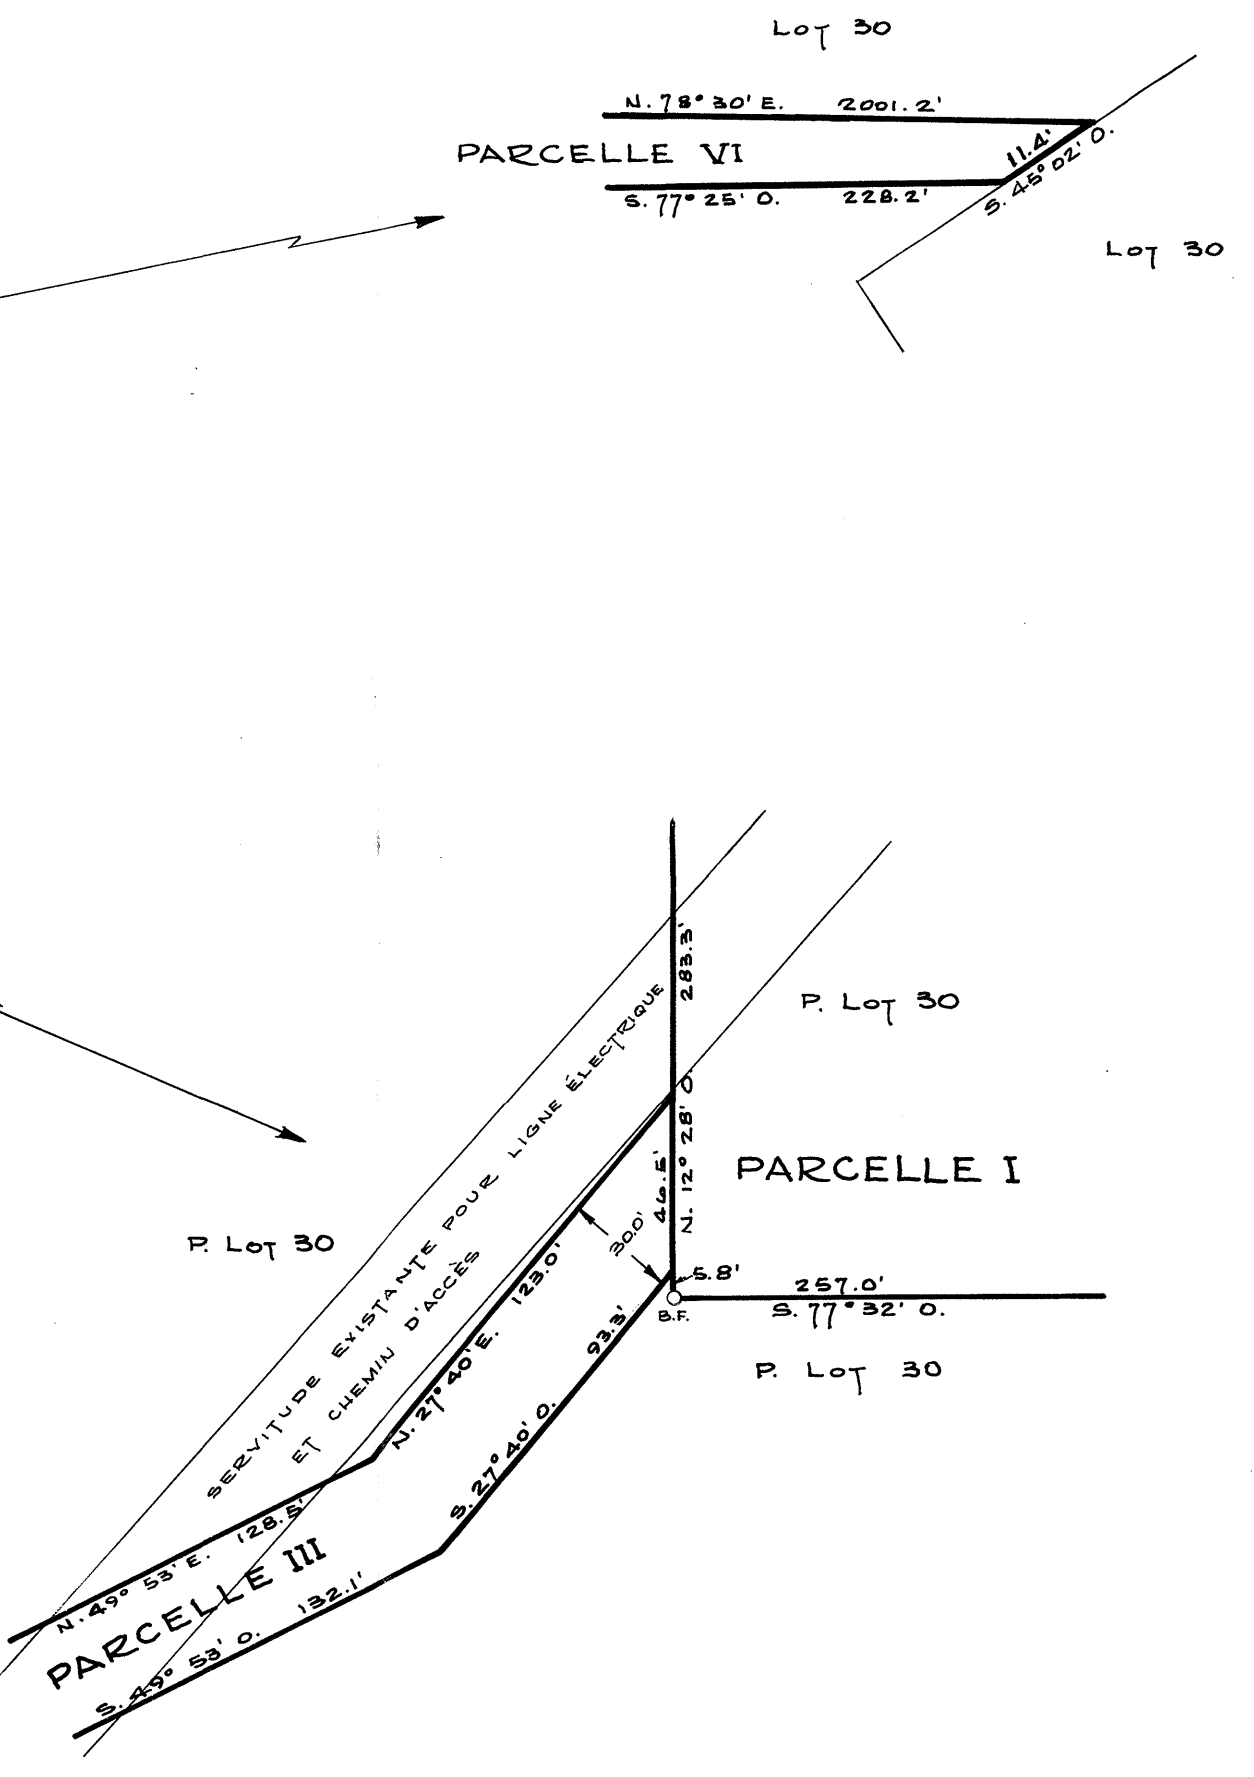 Lot 30
N. 78° 30' E. 2001.2'
PARCELLE VI
11.4'
S. 45° 02' O.
S. 77° 25' O. 228.2'
Lot 30
283.3'
P. Lot 30
SERVITUDE EXISTANTE POUR LIGNE ÉLECTRIQUE
ET CHEMIN D'ACCÈS
N. 12° 28' O.
46.5'
PARCELLE I
P. Lot 30
30.0'
5.8'
257.0'
S. 77° 32' O.
B.F.
123.0'
N. 27° 40' E.
93.3'
S. 27° 40' O.
P. Lot 30
N. 49° 53' E. 128.5'
PARCELLE III
S. 49° 53' O. 132.1'